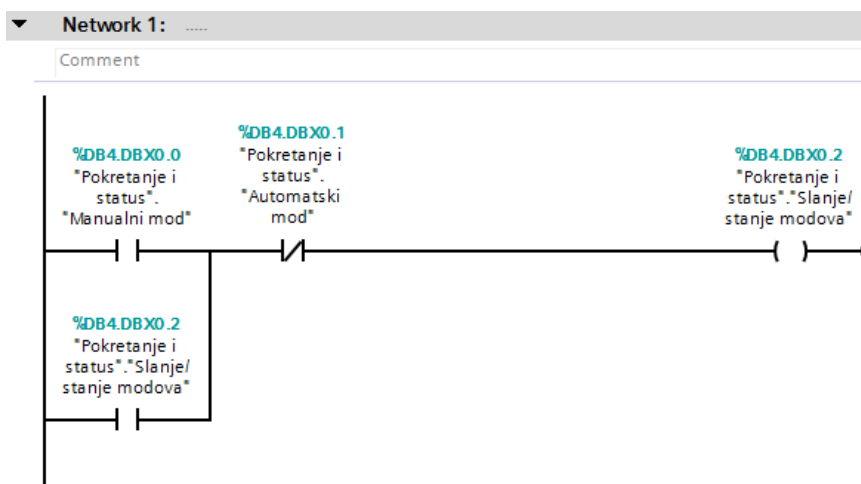 Network 1: .....
Comment
%DB4.DBX0.0
"Pokretanje i
status".
"Manualni mod"
%DB4.DBX0.1
"Pokretanje i
status".
"Automatski
mod"
%DB4.DBX0.2
"Pokretanje i
status"."Slanje/
stanje modova"
%DB4.DBX0.2
"Pokretanje i
status"."Slanje/
stanje modova"